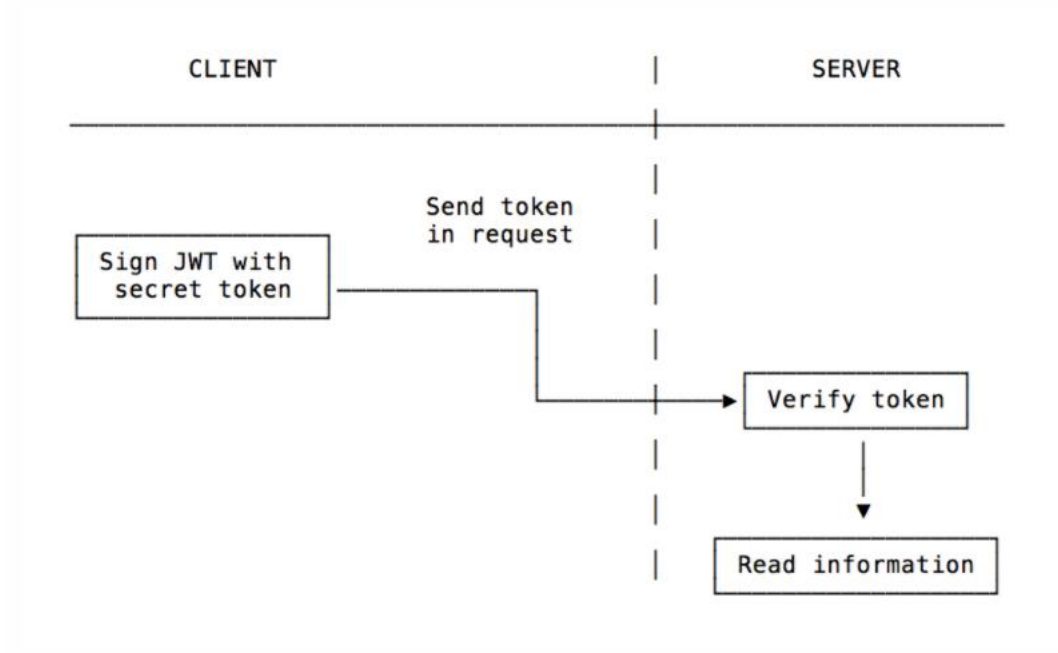 CLIENT
SERVER
Send token
in request
Sign JWT with
secret token
Verify token
Read information